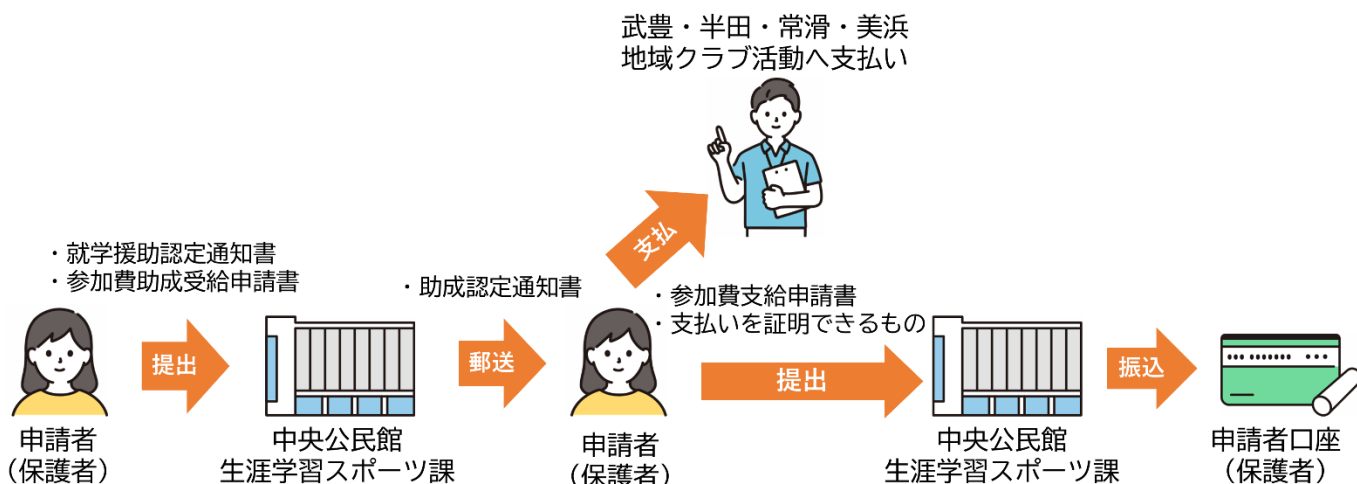 武豊・半田・常滑・美浜
地域クラブ活動へ支払い
支払
・就学援助認定通知書
・参加費助成受給申請書
・助成認定通知書
・参加費支給申請書
・支払いを証明できるもの
提出
郵送
提出
振込
申請者
（保護者）
中央公民館
生涯学習スポーツ課
申請者
（保護者）
中央公民館
生涯学習スポーツ課
申請者口座
（保護者）